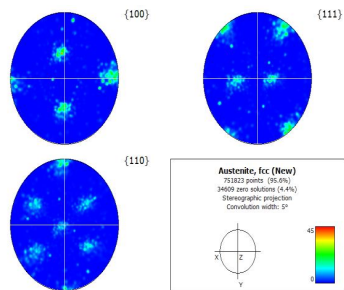 {100}
{111}
{110}
Austenite, fcc (New)
751823 points (95.6%)
34609 zero solutions (4.4%)
Stereographic projection
Convolution width: 5°
45
X
Z
Y
0